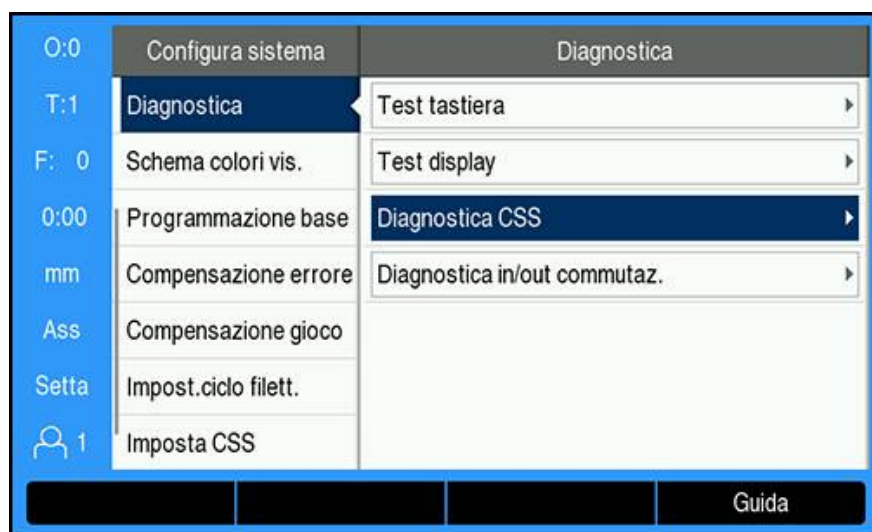 O:0
Configura sistema
Diagnostica
T:1
Diagnostica
Test tastiera
F: 0
Schema colori vis.
Test display
0:00
Programmazione base
Diagnostica CSS
mm
Compensazione errore
Diagnostica in/out commutaz.
Ass
Compensazione gioco
Setta
Impost.ciclo filett.
1
Imposta CSS
Guida